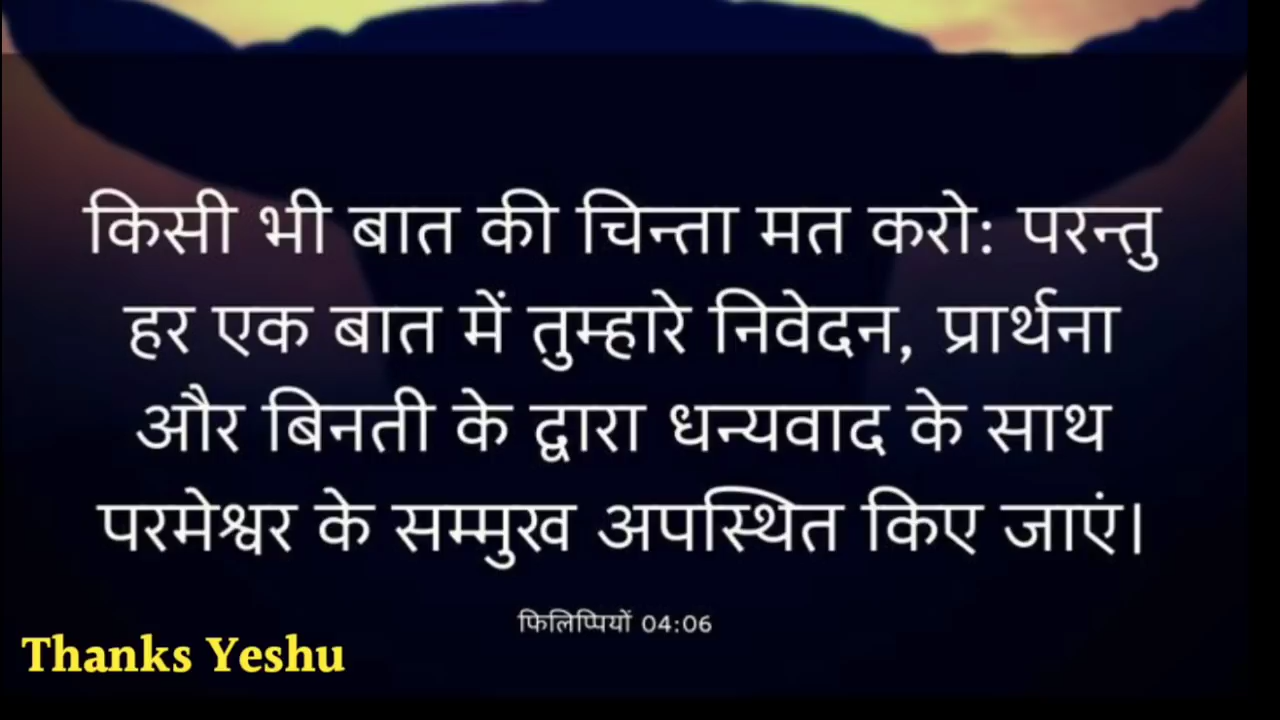 किसी भी बात की चिन्ता मत करो: परन्तु
हर एक बात में तुम्हारे निवेदन, प्रार्थना
और बिनती के द्वारा धन्यवाद के साथ
परमेश्वर के सम्मुख अपस्थित किए जाएं।
फिलिप्पियों 04:06
Thanks Yeshu